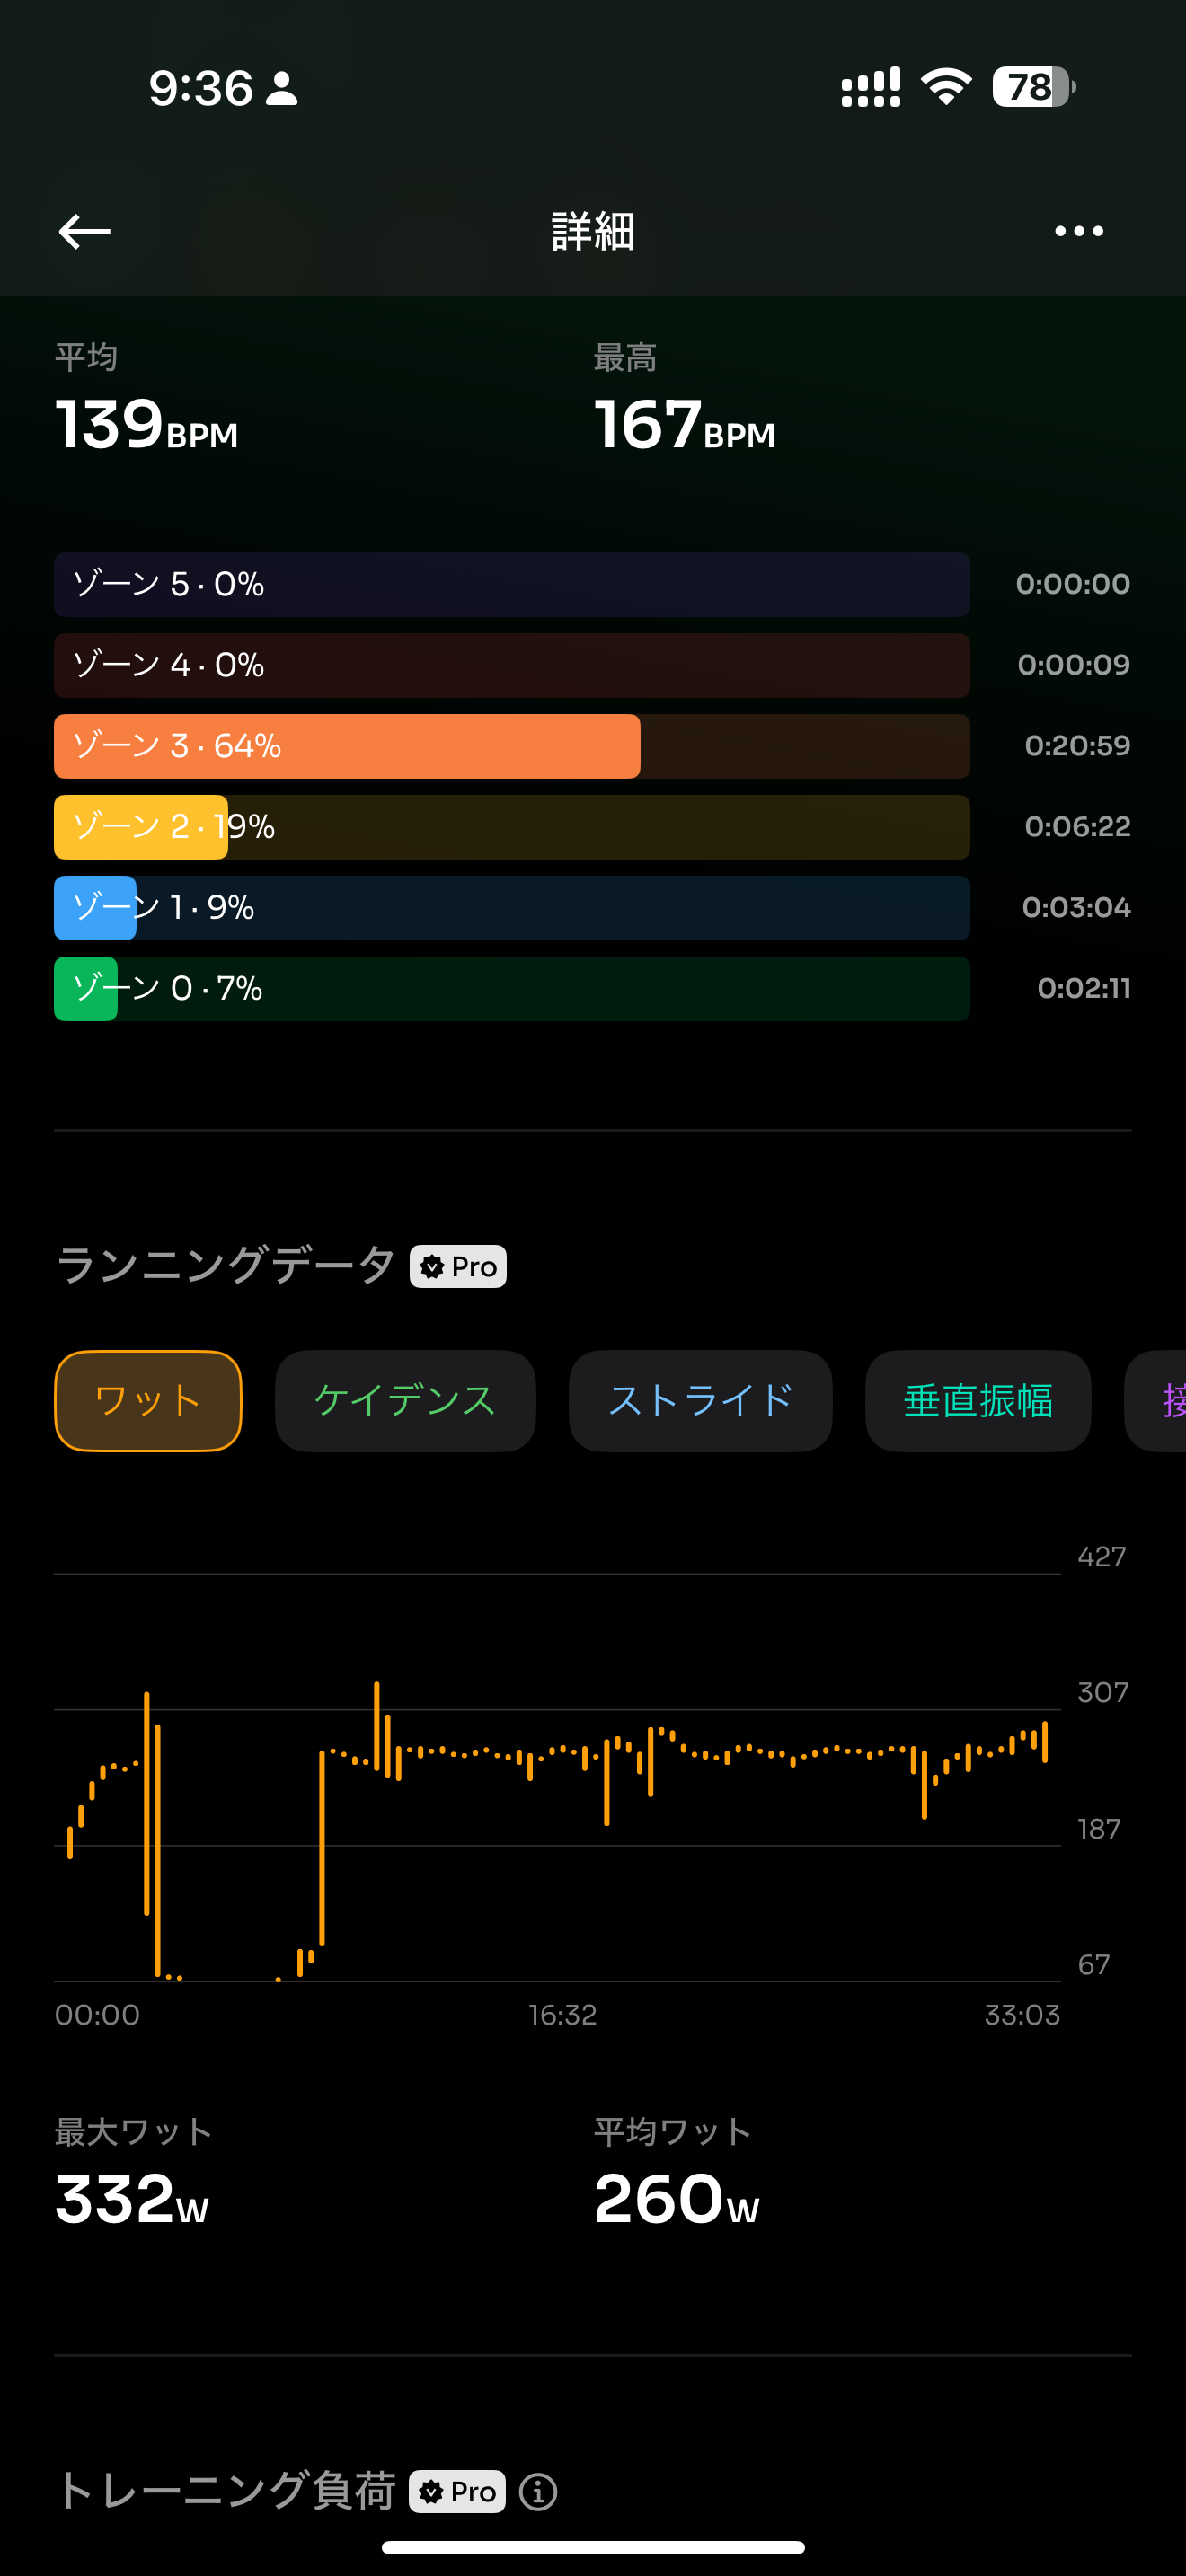 9:36
78
詳細
平均 最高
139BPM 167BPM
ゾーン 5 · 0% 0:00:00
ゾーン 4 · 0% 0:00:09
ゾーン 3 · 64% 0:20:59
ゾーン 2 · 19% 0:06:22
ゾーン 1 · 9% 0:03:04
ゾーン 0 · 7% 0:02:11
ランニングデータ Pro
ワット ケイデンス ストライド 垂直振幅
427
307
187
67
00:00 16:32 33:03
最大ワット 平均ワット
332W 260W
トレーニング負荷 Pro